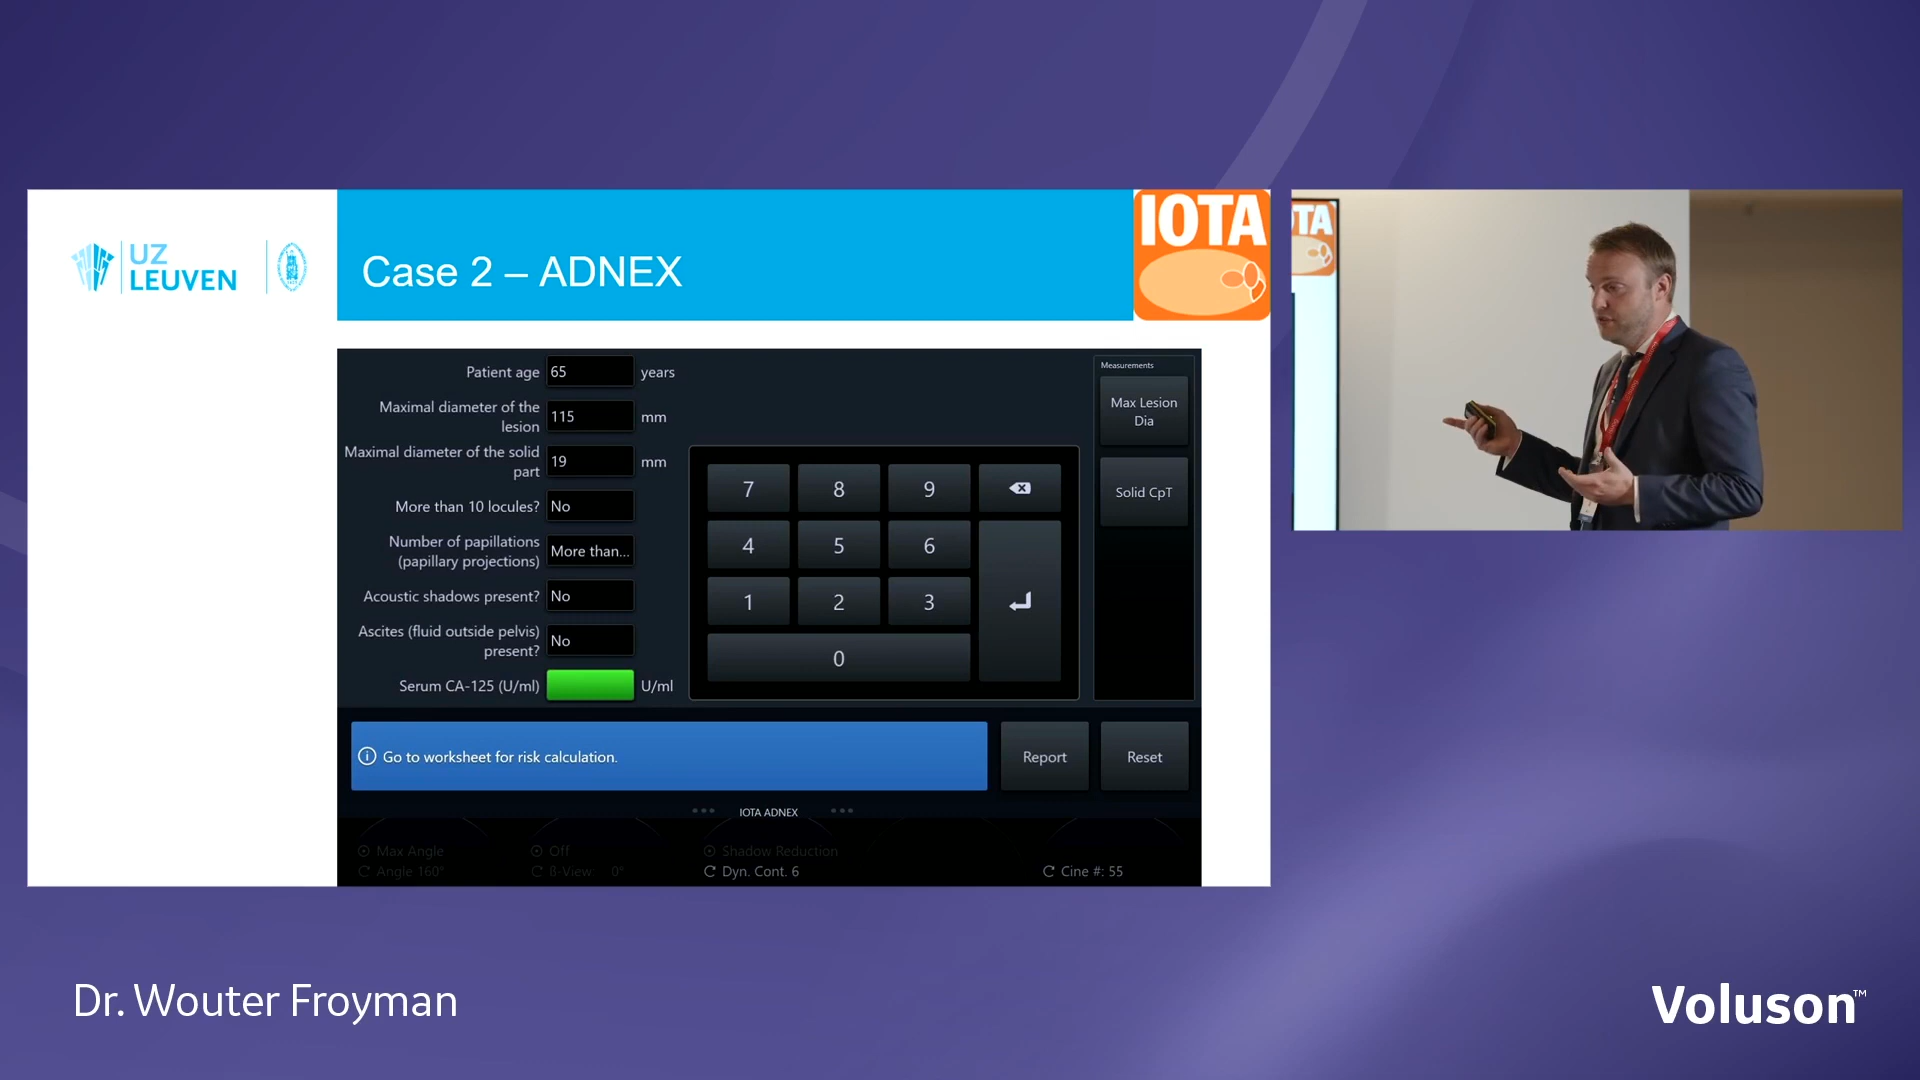 UZ
LEUVEN
Case 2 – ADNEX
IOTA
TA
Patient age 65 years
Maximal diameter of the
lesion 115 mm
Maximal diameter of the solid
part 19 mm
More than 10 locules? No
Number of papillations
(papillary projections) More than...
Acoustic shadows present? No
Ascites (fluid outside pelvis)
present? No
Serum CA-125 (U/ml) U/ml
7 8 9
4 5 6
1 2 3
0
Measurements
Max Lesion
Dia
Solid CpT
Go to worksheet for risk calculation.
Report
Reset
IOTA ADNEX
Max Angle
Angle 160°
Off
ß-View 0°
Shadow Reduction
Dyn. Cont. 6
Cine #: 55
Dr. Wouter Froyman
Voluson™